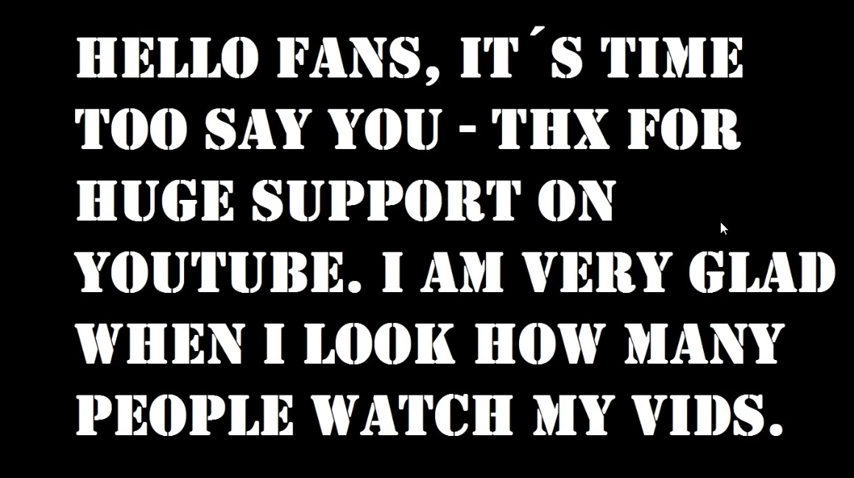 HELLO FANS, IT´S TIME
TOO SAY YOU - THX FOR
HUGE SUPPORT ON
YOUTUBE. I AM VERY GLAD
WHEN I LOOK HOW MANY
PEOPLE WATCH MY VIDS.